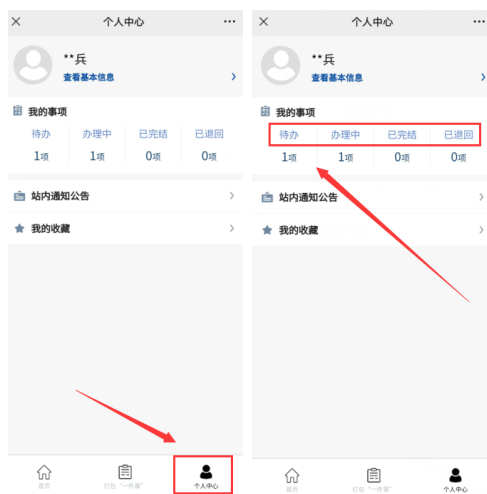 个人中心
**兵
查看基本信息
我的事项
待办 办理中 已完结 已退回
1项 1项 0项 0项
站内通知公告
我的收藏
首页 打包“一件事” 个人中心
个人中心
**兵
查看基本信息
我的事项
待办 办理中 已完结 已退回
1项 1项 0项 0项
站内通知公告
我的收藏
首页 打包“一件事” 个人中心